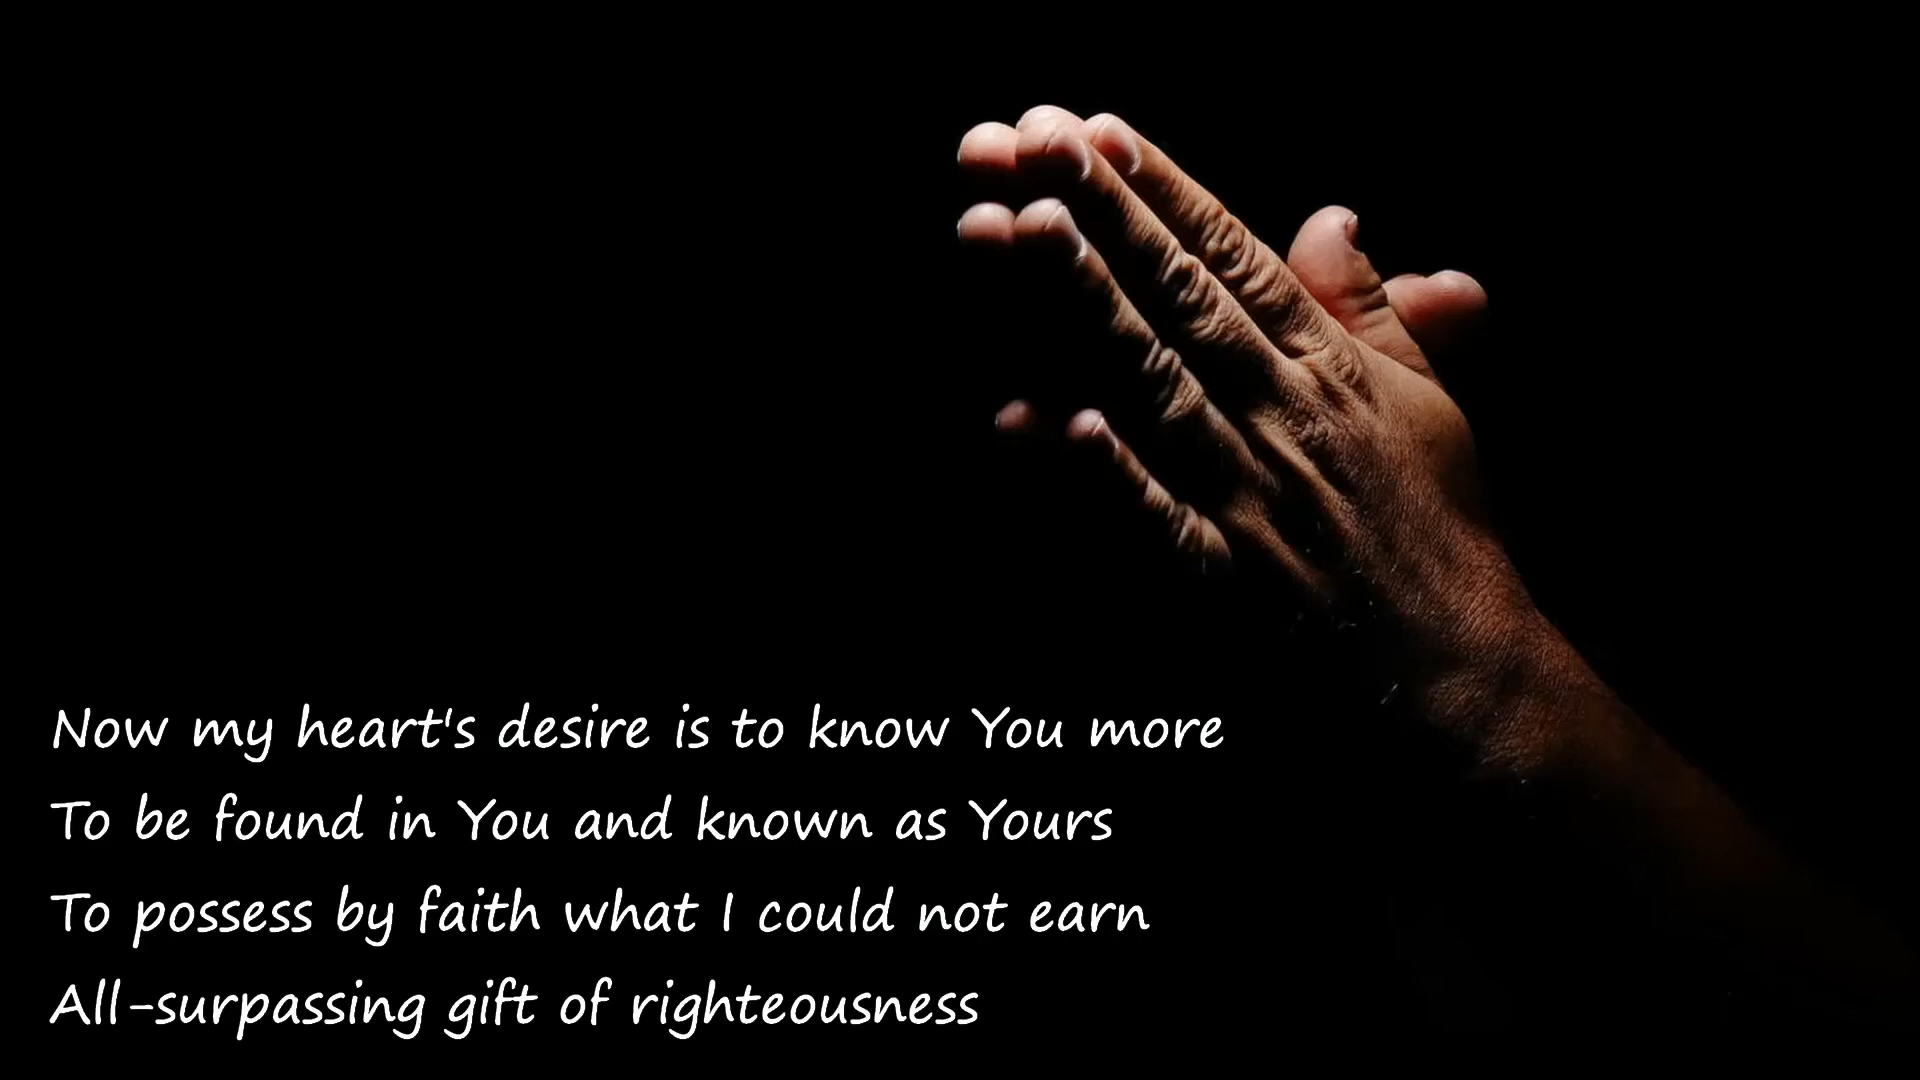 Now my heart's desire is to know You more
To be found in You and known as Yours
To possess by faith what I could not earn
All-surpassing gift of righteousness